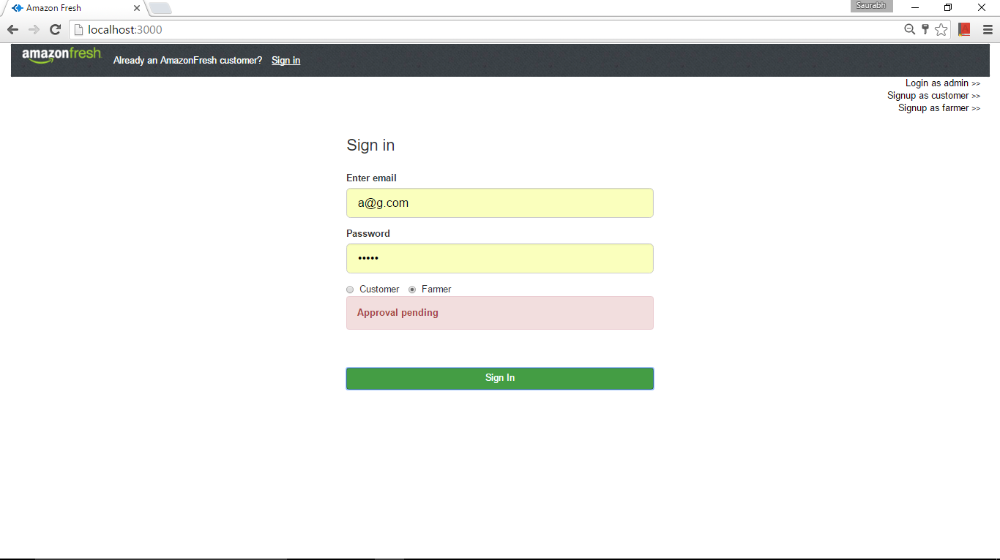 Amazon Fresh
Saurabh
localhost:3000
amazonfresh Already an AmazonFresh customer? Sign in
Login as admin >>
Signup as customer >>
Signup as farmer >>
Sign in
Enter email
a@g.com
Password
•••••
Customer Farmer
Approval pending
Sign In